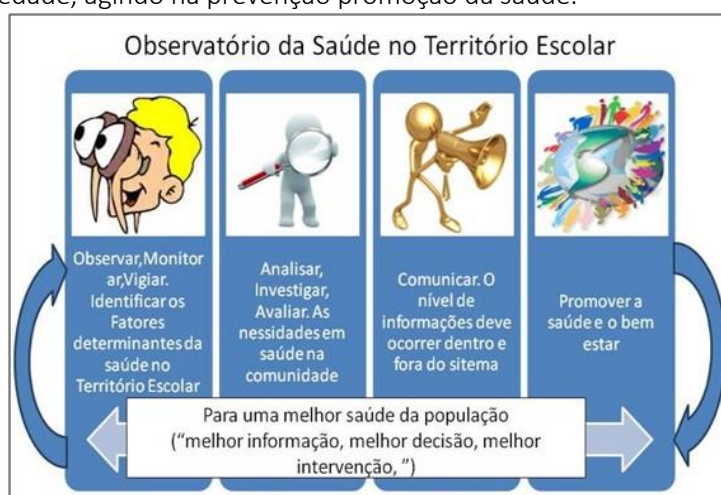 edade, agindo na prevenção promoção da saúde.
Observatório da Saúde no Território Escolar
Observar,Monitor
ar,Vigiar.
Identificar os
Fatores
determinantes da
saúde no
Território Escolar
Analisar,
Investigar,
Avaliar. As
nessidades em
saúde na
comunidade
Comunicar. O
nível de
informações deve
ocorrer dentro e
fora do sitema
Promover a
saúde e o bem
estar
Para uma melhor saúde da população
(“melhor informação, melhor decisão, melhor
intervenção, ”)